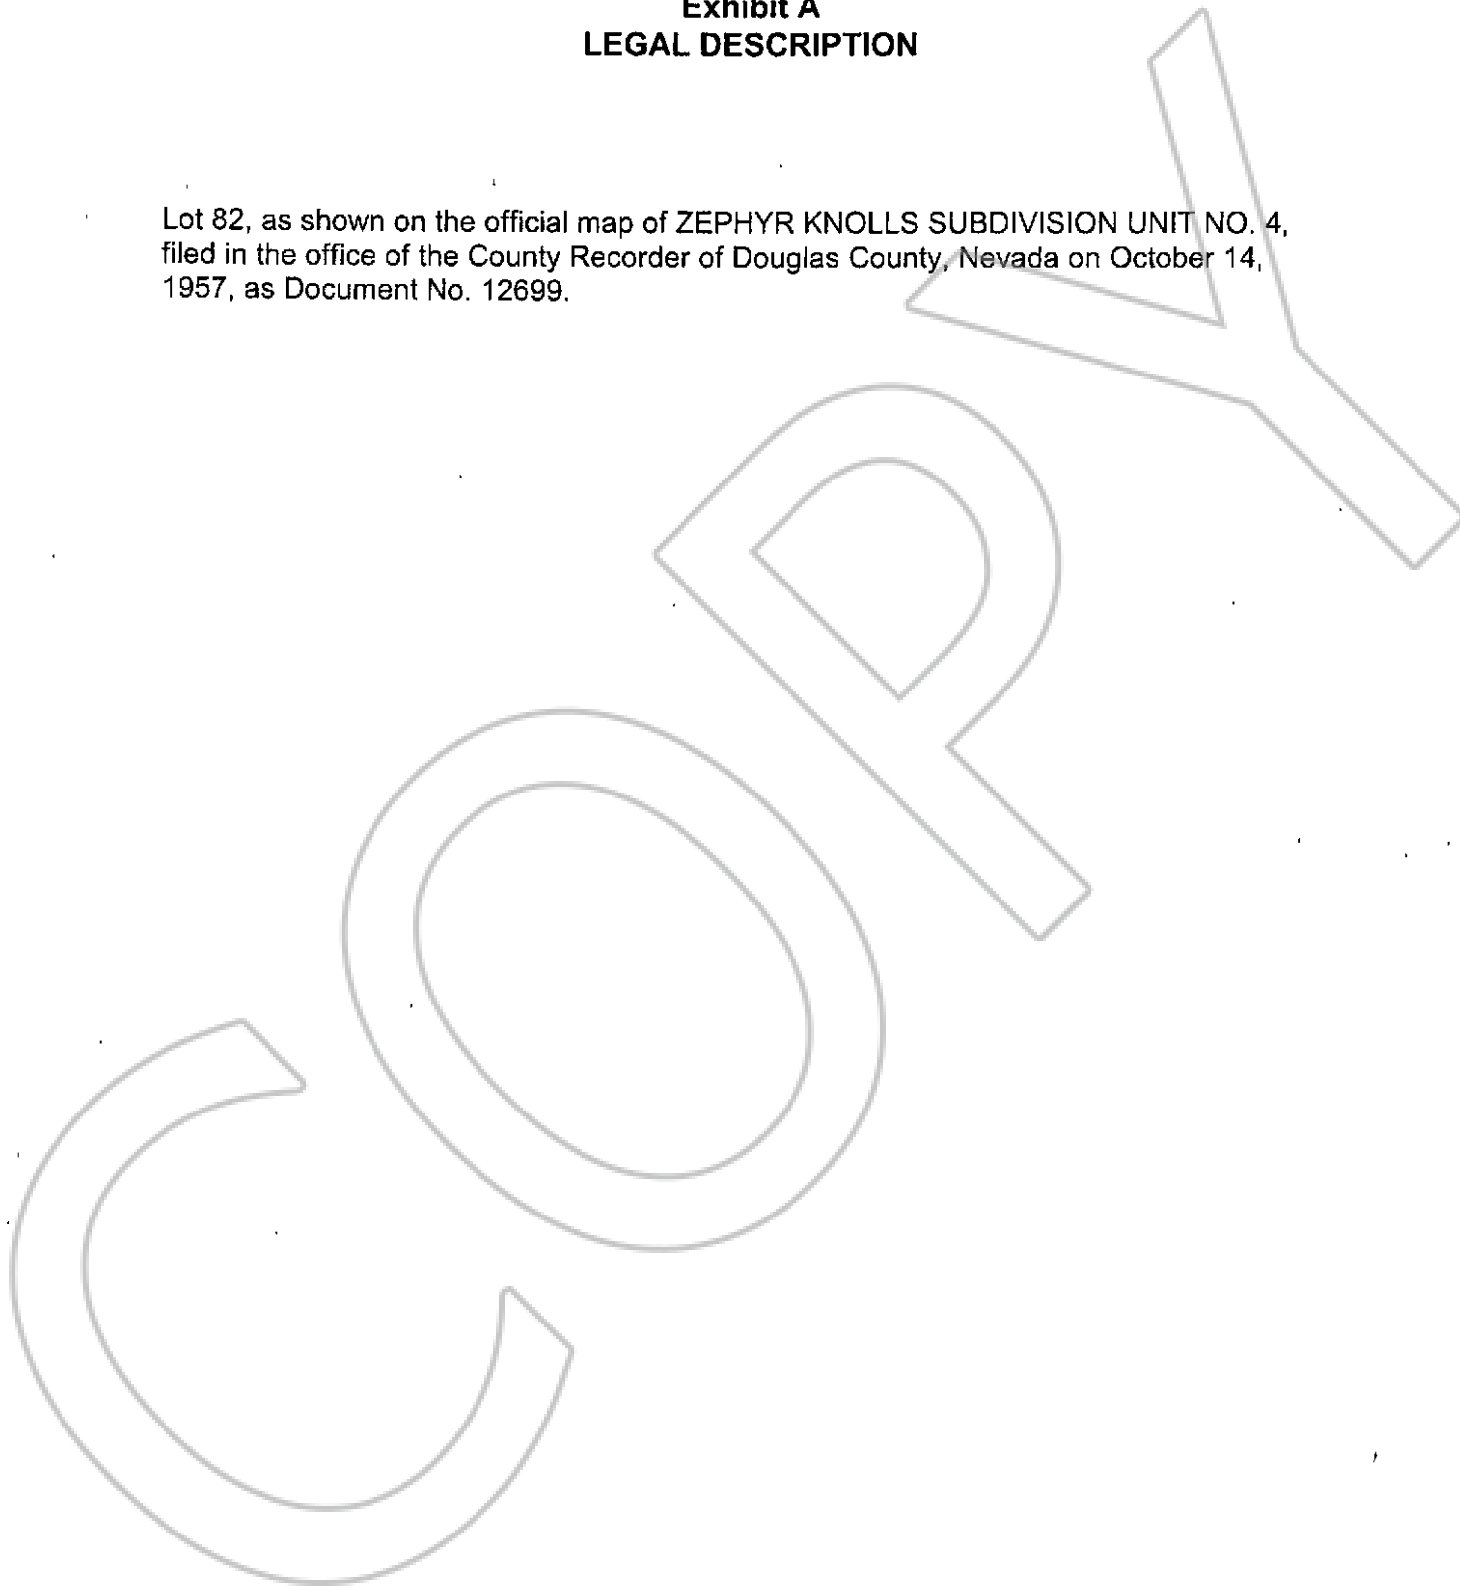 Exhibit A
LEGAL DESCRIPTION
Lot 82, as shown on the official map of ZEPHYR KNOLLS SUBDIVISION UNIT NO. 4,
filed in the office of the County Recorder of Douglas County, Nevada on October 14,
1957, as Document No. 12699.
COPY